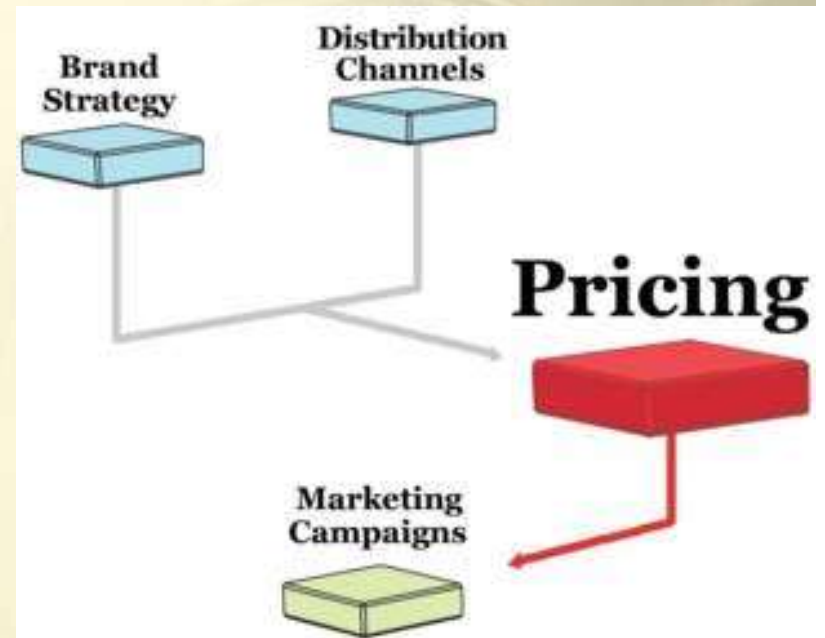 Brand
Strategy
Distribution
Channels
Pricing
Marketing
Campaigns